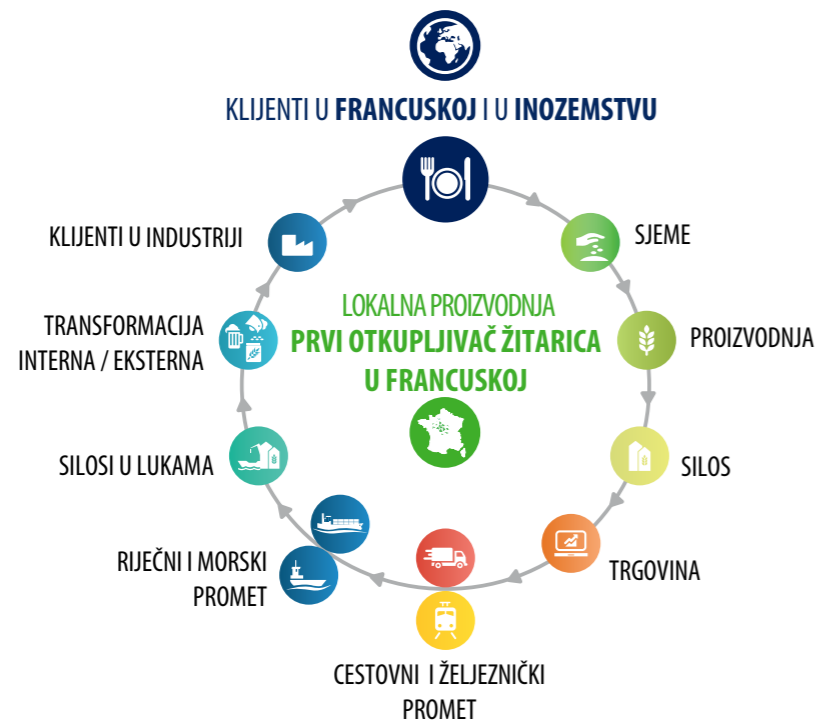 KLIJENTI U FRANCUSKOJ I U INOZEMSTVU
SJEME
PROIZVODNJA
SILOS
TRGOVINA
CESTOVNI I ŽELJEZNIČKI
PROMET
RIJEČNI I MORSKI
PROMET
SILOSI U LUKAMA
TRANSFORMACIJA
INTERNA / EKSTERNA
KLIJENTI U INDUSTRIJI
LOKALNA PROIZVODNJA
PRVI OTKUPLJIVAČ ŽITARICA
U FRANCUSKOJ